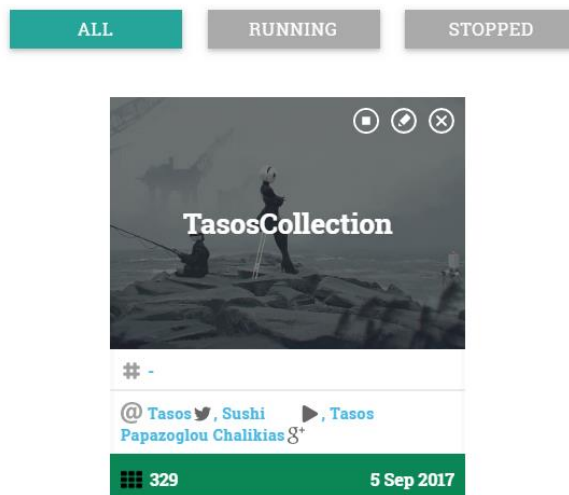 ALL RUNNING STOPPED
TasosCollection
# -
@ Tasos, Sushi, Tasos
Papazoglou Chalikias g+
329 5 Sep 2017